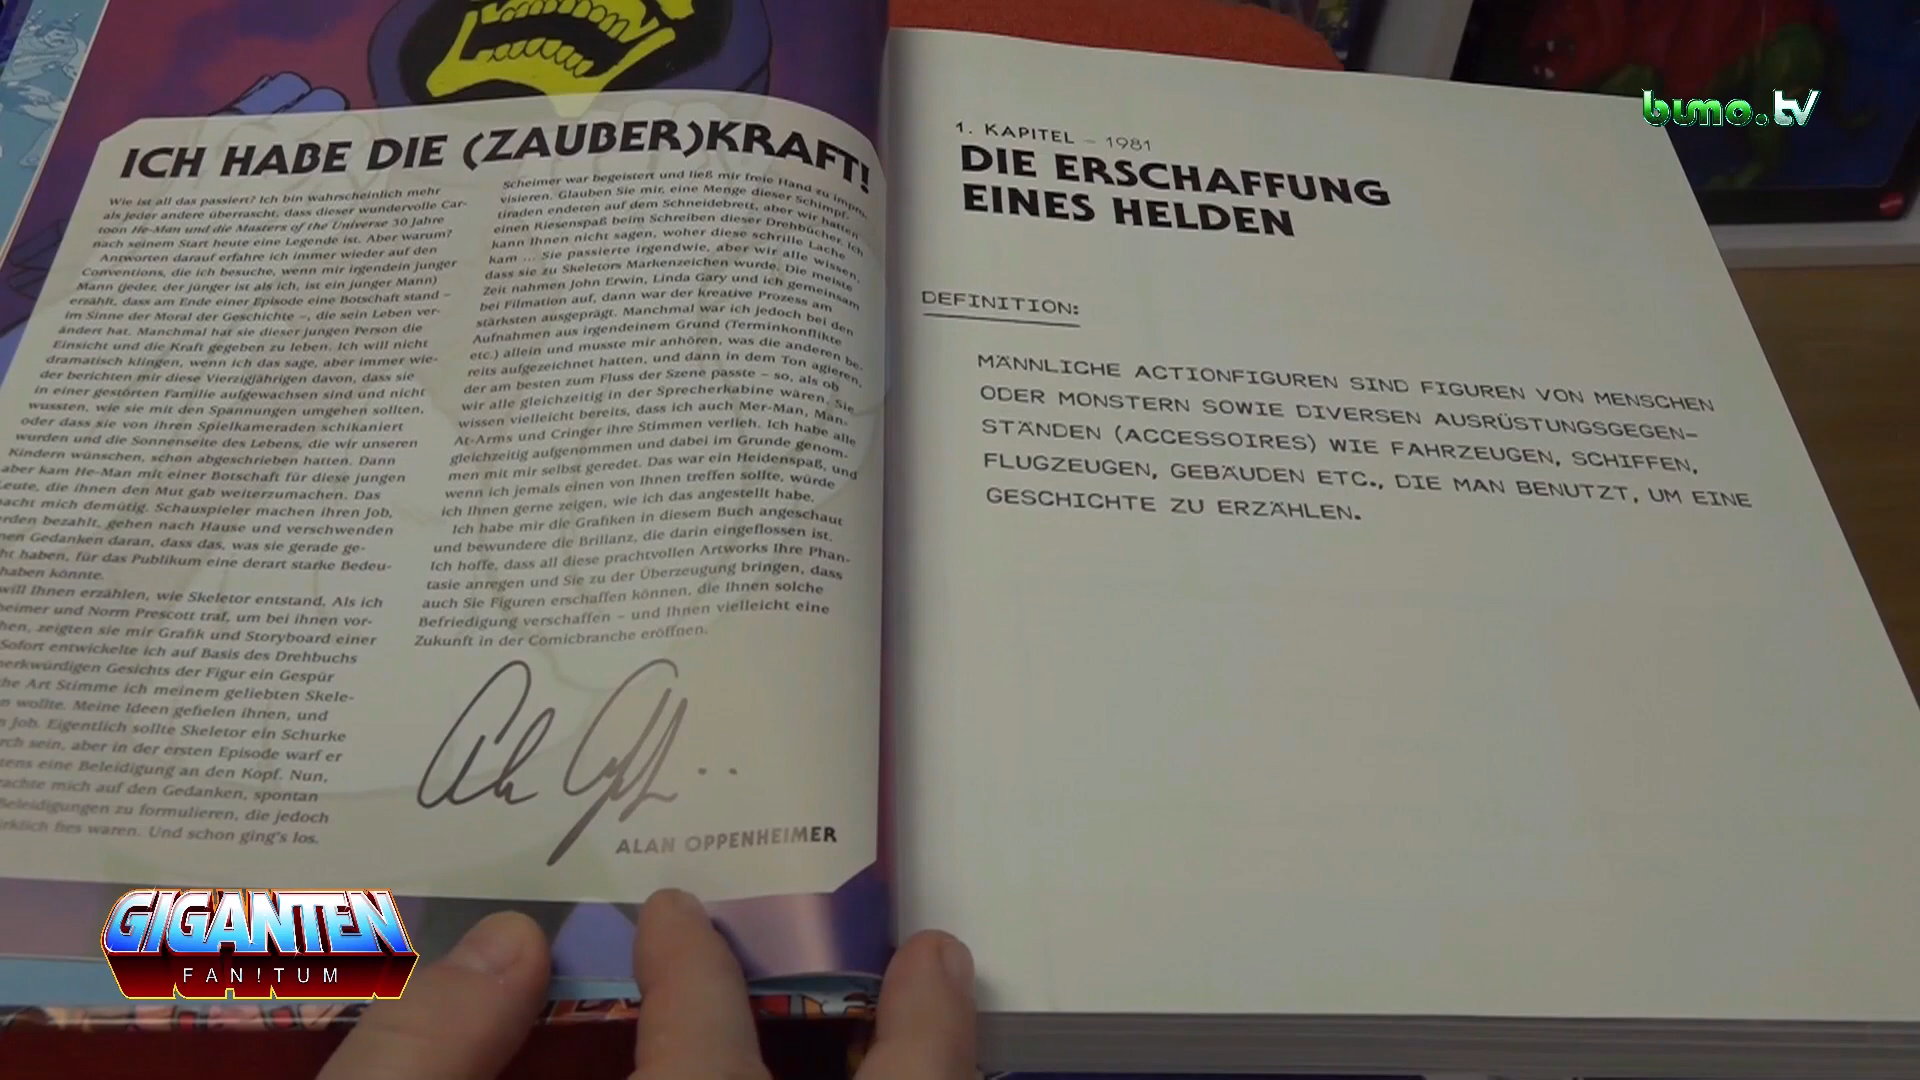 ICH HABE DIE (ZAUBER)KRAFT!
Wie ist all das passiert? Ich bin wahrscheinlich mehr
als jeder andere überrascht, dass dieser wundervolle Car-
toon He-Man und die Masters of the Universe 30 Jahre
nach seinem Start heute eine Legende ist. Aber warum?
Antworten darauf erfahre ich immer wieder auf den
Conventions, die ich besuche, wenn mir irgendein junger
Mann (jeder, der jünger ist als ich, ist ein junger Mann)
erzählt, dass am Ende einer Episode eine Botschaft stand –
im Sinne der Moral der Geschichte –, die sein Leben ver-
ändert hat. Manchmal hat sie dieser jungen Person die
Einsicht und die Kraft gegeben zu leben. Ich will nicht
dramatisch klingen, wenn ich das sage, aber immer wie-
der berichten mir diese Vierzigjährigen davon, dass sie
in einer gestörten Familie aufgewachsen sind und nicht
wussten, wie sie mit den Spannungen umgehen sollten,
oder dass sie von ihren Spielkameraden schikaniert
wurden und die Sonnenseite des Lebens, die wir unseren
Kindern wünschen, schon abgeschrieben hatten. Dann
aber kam He-Man mit einer Botschaft für diese jungen
Leute, die ihnen den Mut gab weiterzumachen. Das
macht mich demütig. Schauspieler machen ihren Job,
rden bezahlt, gehen nach Hause und verschwenden
nen Gedanken daran, dass das, was sie gerade ge-
ht haben, für das Publikum eine derart starke Bedeu-
haben könnte.
will Ihnen erzählen, wie Skeletor entstand. Als ich
heimer und Norm Prescott traf, um bei ihnen vor-
hen, zeigten sie mir Grafik und Storyboard einer
Sofort entwickelte ich auf Basis des Drehbuchs
erkwürdigen Gesichts der Figur ein Gespür
he Art Stimme ich meinem geliebten Skele-
n wollte. Meine Ideen gefielen ihnen, und
n Job. Eigentlich sollte Skeletor ein Schurke
rch sein, aber in der ersten Episode warf er
tens eine Beleidigung an den Kopf. Nun,
achte mich auf den Gedanken, spontan
Beleidigungen zu formulieren, die jedoch
irklich fies waren. Und schon ging's los.
Scheimer war begeistert und ließ mir freie Hand zu impro-
visieren. Glauben Sie mir, eine Menge dieser Schimpf-
tiraden endeten auf dem Schneidebrett, aber wir hatten
einen Riesenspaß beim Schreiben dieser Drehbücher. Ich
kann Ihnen nicht sagen, woher diese schrille Lache
kam ... Sie passierte irgendwie, aber wir alle wissen,
dass sie zu Skeletors Markenzeichen wurde. Die meiste
Zeit nahmen John Erwin, Linda Gary und ich gemeinsam
bei Filmation auf, dann war der kreative Prozess am
stärksten ausgeprägt. Manchmal war ich jedoch bei den
Aufnahmen aus irgendeinem Grund (Terminkonflikte
etc.) allein und musste mir anhören, was die anderen be-
reits aufgezeichnet hatten, und dann in dem Ton agieren,
der am besten zum Fluss der Szene passte – so, als ob
wir alle gleichzeitig in der Sprecherkabine wären. Sie
wissen vielleicht bereits, dass ich auch Mer-Man, Man-
At-Arms und Cringer ihre Stimmen verlieh. Ich habe alle
gleichzeitig aufgenommen und dabei im Grunde genom-
men mit mir selbst geredet. Das war ein Heidenspaß, und
wenn ich jemals einen von Ihnen treffen sollte, würde
ich Ihnen gerne zeigen, wie ich das angestellt habe.
Ich habe mir die Grafiken in diesem Buch angeschaut
und bewundere die Brillanz, die darin eingeflossen ist.
Ich hoffe, dass all diese prachtvollen Artworks Ihre Phan-
tasie anregen und Sie zu der Überzeugung bringen, dass
auch Sie Figuren erschaffen können, die Ihnen solche
Befriedigung verschaffen – und Ihnen vielleicht eine
Zukunft in der Comicbranche eröffnen.
ALAN OPPENHEIMER
1. KAPITEL – 1981
DIE ERSCHAFFUNG
EINES HELDEN
DEFINITION:
MÄNNLICHE ACTIONFIGUREN SIND FIGUREN VON MENSCHEN
ODER MONSTERN SOWIE DIVERSEN AUSRÜSTUNGSGEGEN-
STÄNDEN (ACCESSOIRES) WIE FAHRZEUGEN, SCHIFFEN,
FLUGZEUGEN, GEBÄUDEN ETC., DIE MAN BENUTZT, UM EINE
GESCHICHTE ZU ERZÄHLEN.
bumo.tv
GIGANTEN
FAN!TUM